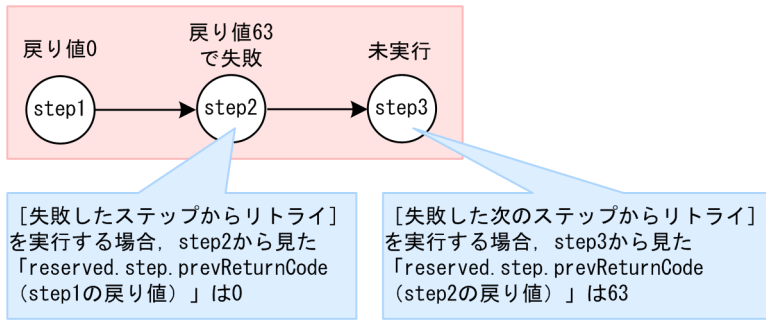 戻り値0
戻り値63
で失敗
未実行
step1
step2
step3
[失敗したステップからリトライ]
を実行する場合，step2から見た
「reserved.step.prevReturnCode
（step1の戻り値）」は0
[失敗した次のステップからリトライ]
を実行する場合，step3から見た
「reserved.step.prevReturnCode
（step2の戻り値）」は63